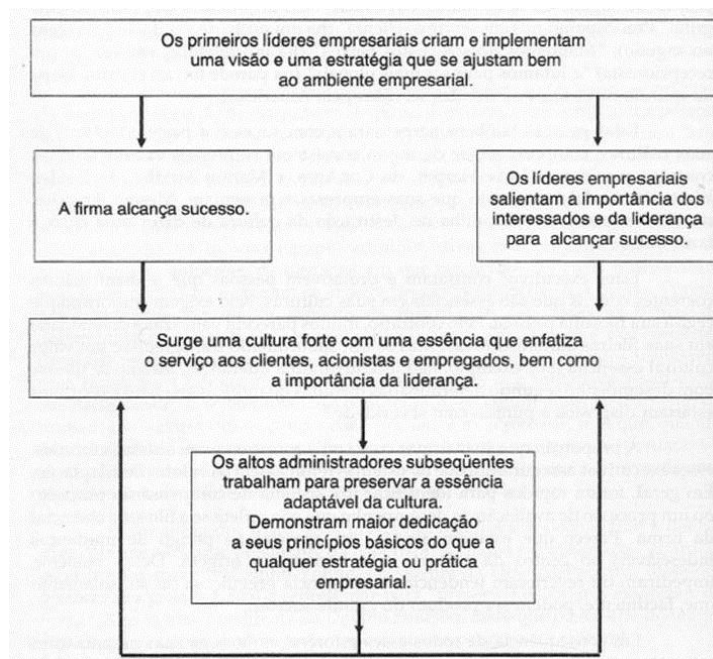 Os primeiros líderes empresariais criam e implementam
uma visão e uma estratégia que se ajustam bem
ao ambiente empresarial.
A firma alcança sucesso.
Os líderes empresariais
salientam a importância dos
interessados e da liderança
para alcançar sucesso.
Surge uma cultura forte com uma essência que enfatiza
o serviço aos clientes, acionistas e empregados, bem como
a importância da liderança.
Os altos administradores subseqüentes
trabalham para preservar a essência
adaptável da cultura.
Demonstram maior dedicação
a seus princípios básicos do que a
qualquer estratégia ou prática
empresarial.